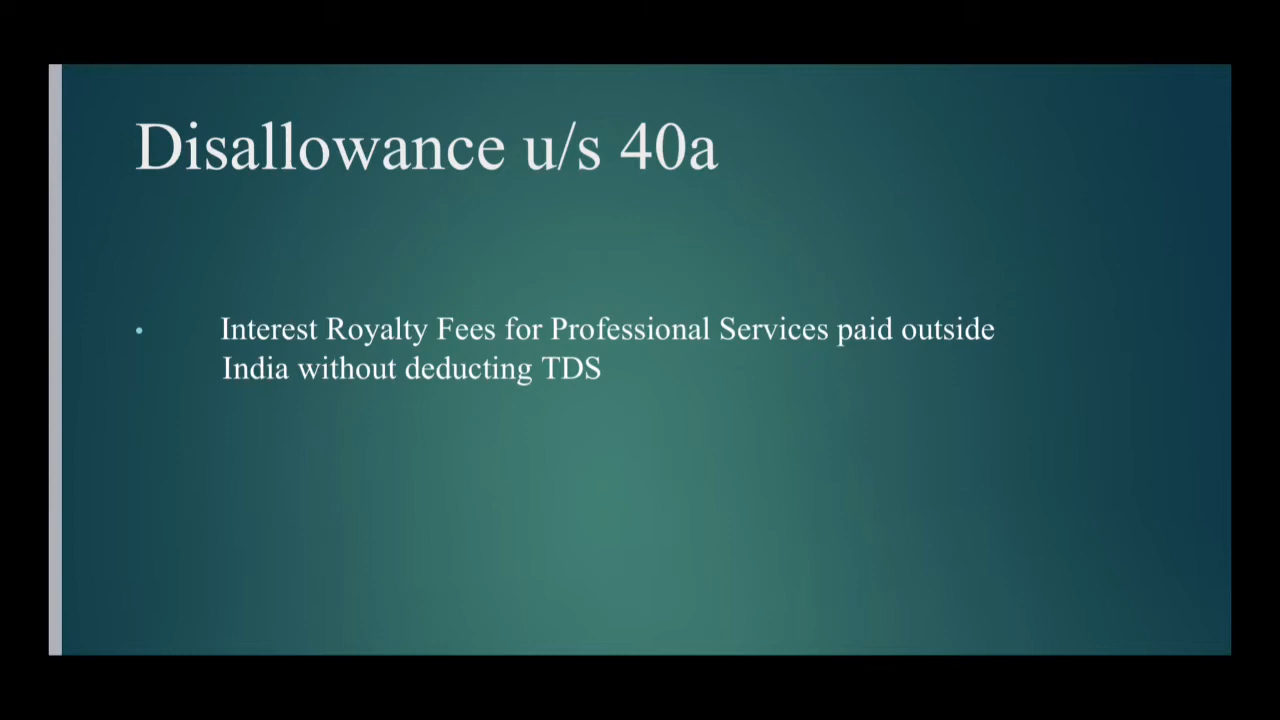 Disallowance u/s 40a
• Interest Royalty Fees for Professional Services paid outside
India without deducting TDS